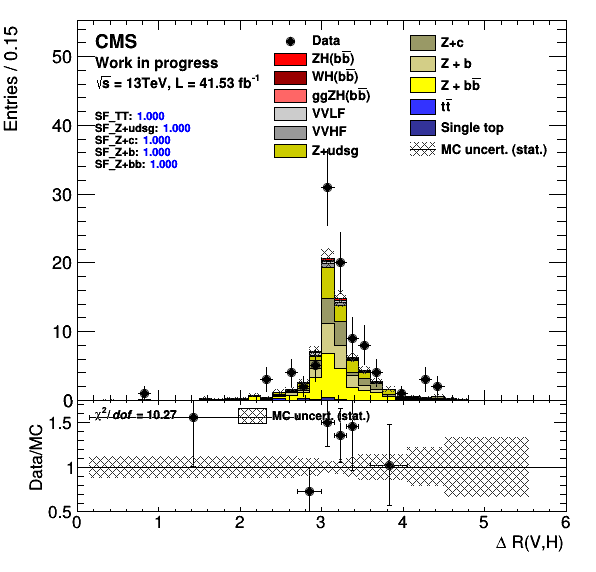 CMS
Work in progress
√s = 13TeV, L = 41.53 fb⁻¹
SF_TT: 1.000
SF_Z+udsg: 1.000
SF_Z+c: 1.000
SF_Z+b: 1.000
SF_Z+bb: 1.000
Data
ZH(bb̅)
WH(bb̅)
ggZH(bb̅)
VVLF
VVHF
Z+udsg
Z+c
Z + b
Z + bb̅
tt̅
Single top
MC uncert. (stat.)
Entries / 0.15
50
40
30
20
10
0
χ²/dof = 10.27
MC uncert. (stat.)
Data/MC
1.5
1
0.5
0 1 2 3 4 5 6
Δ R(V,H)